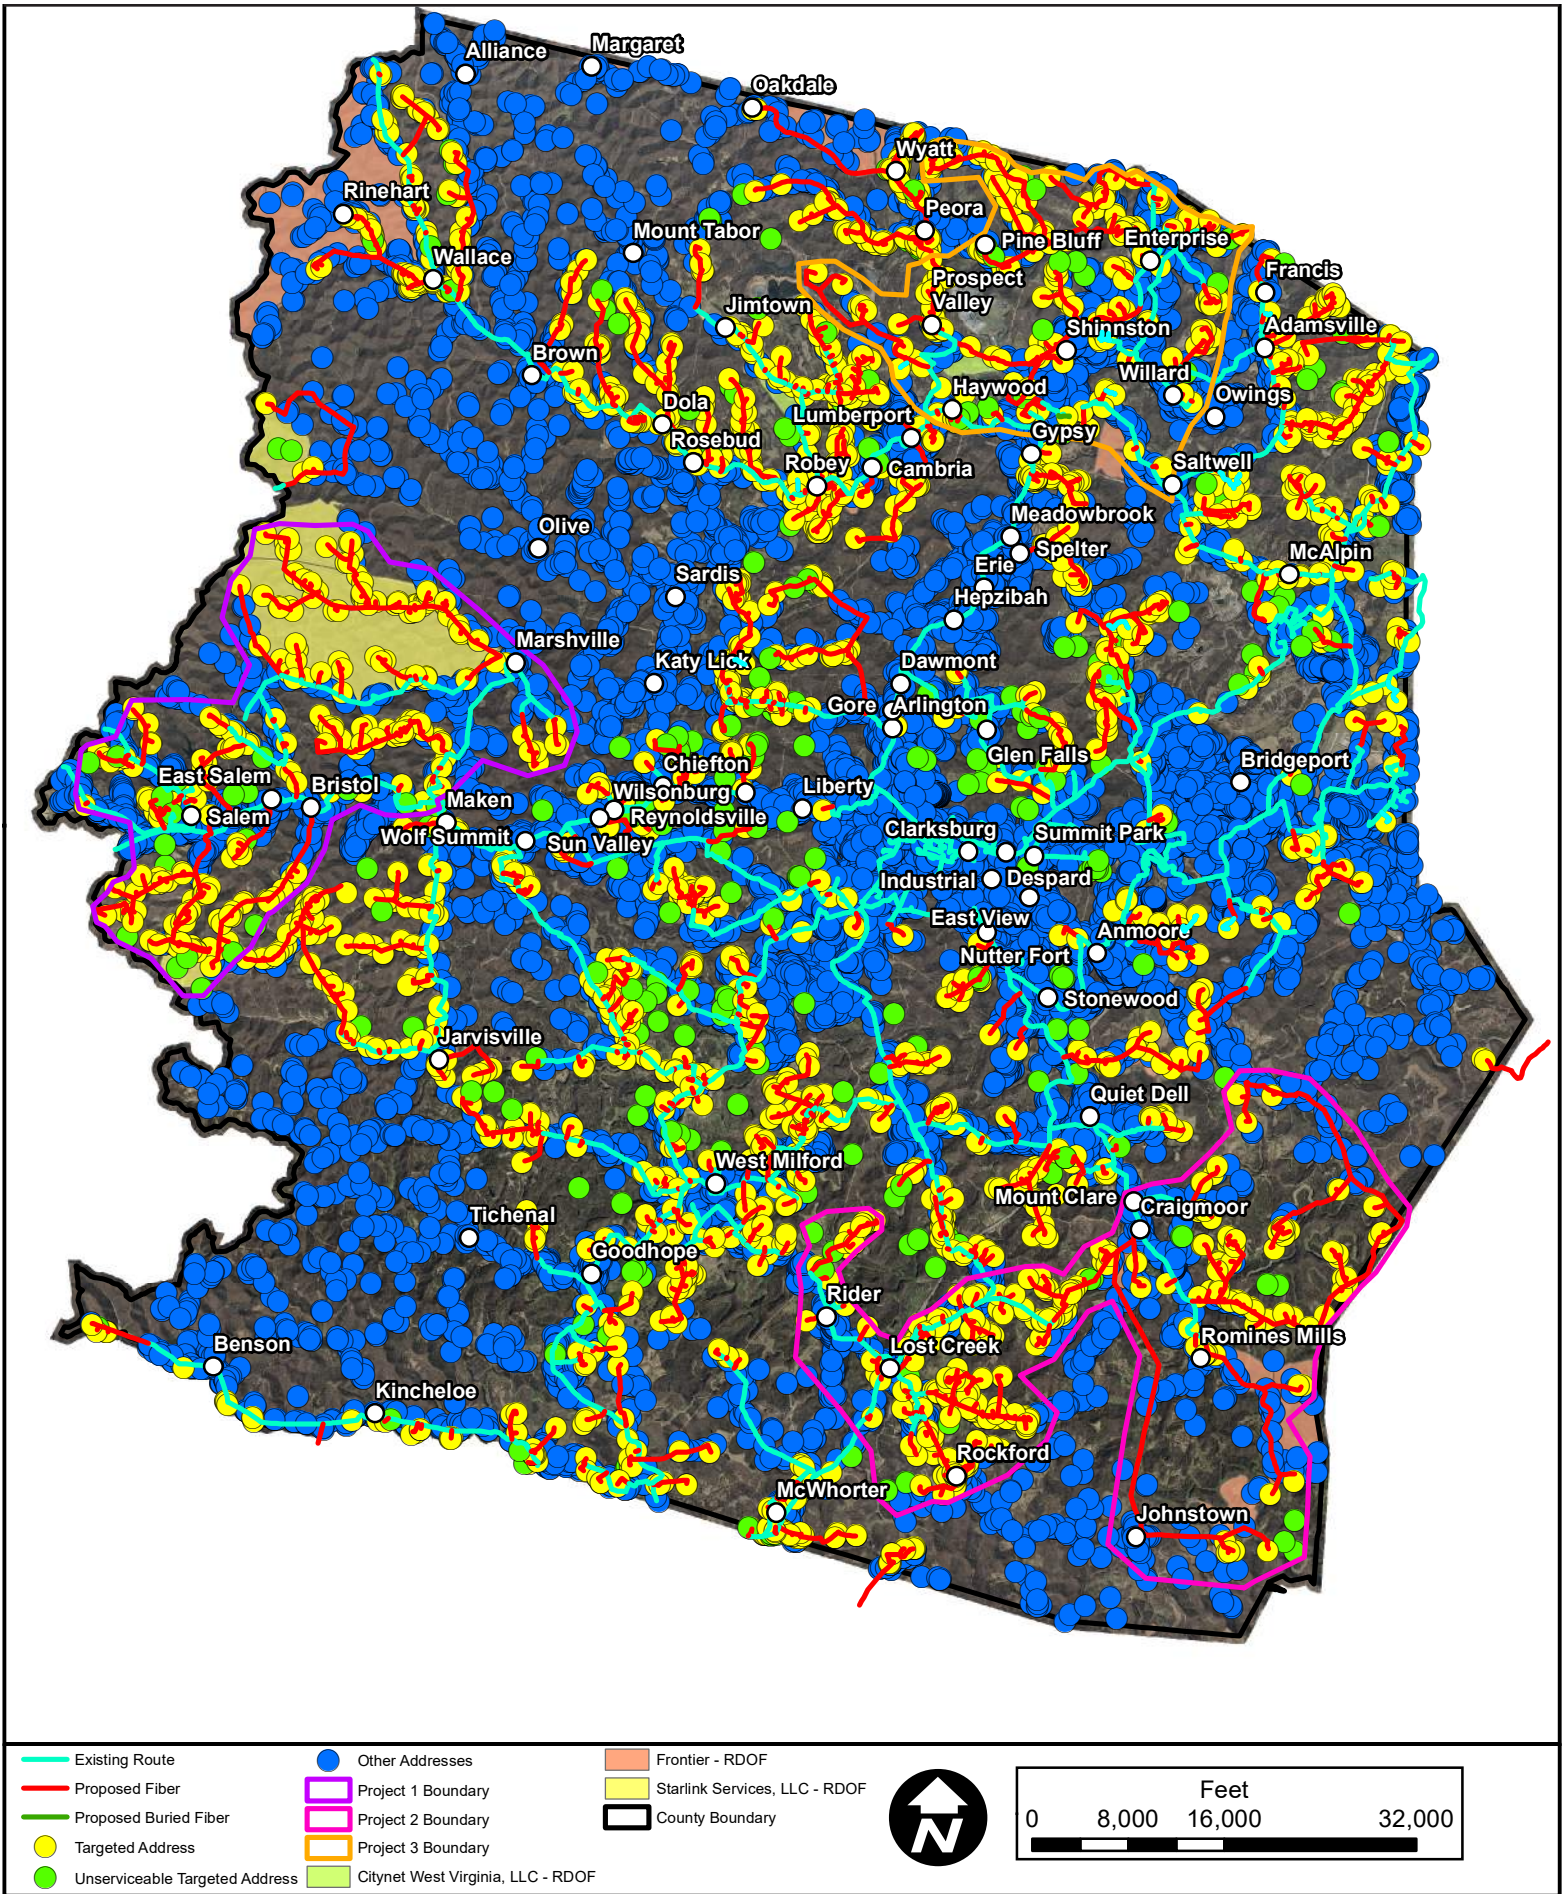 Alliance
Margaret
Oakdale
Wyatt
Rinehart
Peora
Mount Tabor
Pine Bluff
Enterprise
Wallace
Prospect
Valley
Francis
Jimtown
Shinnston
Adamsville
Brown
Willard
Haywood
Owings
Dola
Lumberport
Rosebud
Gypsy
Robey
Cambria
Saltwell
Olive
Meadowbrook
Spelter
McAlpin
Erie
Sardis
Hepzibah
Marshville
Katy Lick
Dawmont
Gore
Arlington
Glen Falls
Bridgeport
East Salem
Bristol
Chiefton
Salem
Maken
Wilsonburg
Liberty
Wolf Summit
Reynoldsville
Sun Valley
Clarksburg
Summit Park
Industrial
Despard
East View
Anmoore
Nutter Fort
Stonewood
Jarvisville
Quiet Dell
West Milford
Mount Clare
Craigmoor
Tichenal
Goodhope
Rider
Benson
Lost Creek
Romines Mills
Kincheloe
Rockford
McWhorter
Johnstown
Existing Route
Proposed Fiber
Proposed Buried Fiber
Targeted Address
Unserviceable Targeted Address
Other Addresses
Project 1 Boundary
Project 2 Boundary
Project 3 Boundary
Citynet West Virginia, LLC - RDOF
Frontier - RDOF
Starlink Services, LLC - RDOF
County Boundary
N
Feet
0 8,000 16,000 32,000